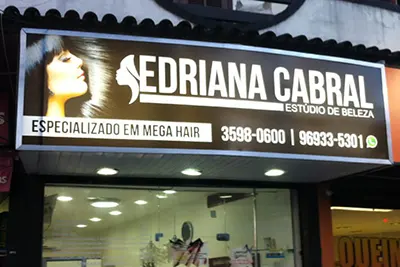 EDRIANA CABRAL
ESTÚDIO DE BELEZA
ESPECIALIZADO EM MEGA HAIR
3598-0600 | 96933-5301